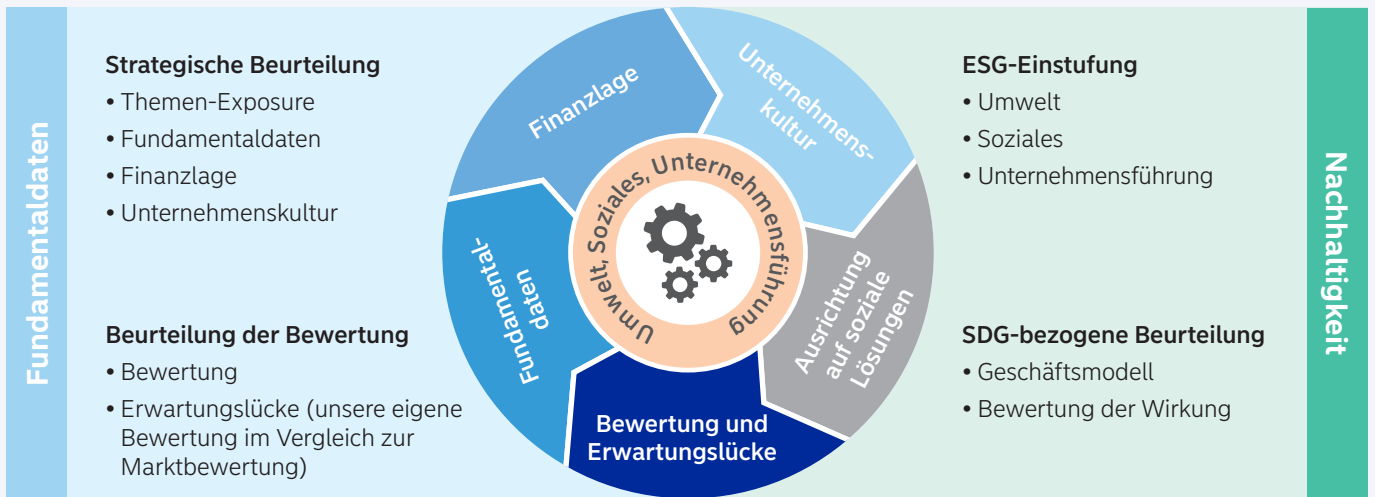 Fundamentaldaten
Strategische Beurteilung
• Themen-Exposure
• Fundamentaldaten
• Finanzlage
• Unternehmenskultur
Beurteilung der Bewertung
• Bewertung
• Erwartungslücke (unsere eigene
Bewertung im Vergleich zur
Marktbewertung)
Finanzlage
Unternehmens-
kultur
Fundamental-
daten
Umwelt, Soziales, Unternehmensführung
Ausrichtung
auf soziale
Lösungen
Bewertung und
Erwartungslücke
ESG-Einstufung
• Umwelt
• Soziales
• Unternehmensführung
SDG-bezogene Beurteilung
• Geschäftsmodell
• Bewertung der Wirkung
Nachhaltigkeit